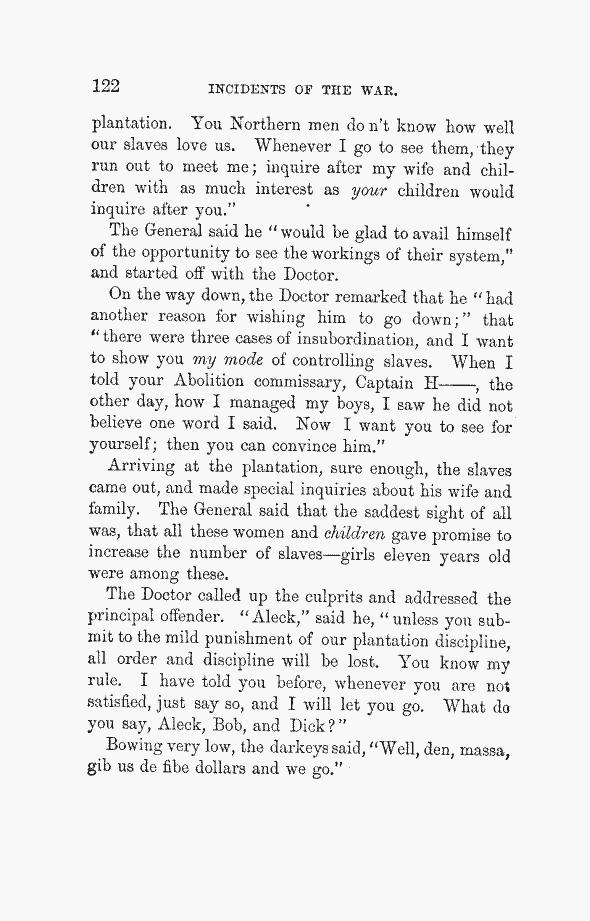 122 INCIDENTS OF THE WAR.
plantation. You Northern men do n't know how well
our slaves love us. Whenever I go to see them, they
run out to meet me; inquire after my wife and chil-
dren with as much interest as your children would
inquire after you."
The General said he "would be glad to avail himself
of the opportunity to see the workings of their system,"
and started off with the Doctor.
On the way down, the Doctor remarked that he "had
another reason for wishing him to go down;" that
"there were three cases of insubordination, and I want
to show you my mode of controlling slaves. When I
told your Abolition commissary, Captain H——, the
other day, how I managed my boys, I saw he did not
believe one word I said. Now I want you to see for
yourself; then you can convince him."
Arriving at the plantation, sure enough, the slaves
came out, and made special inquiries about his wife and
family. The General said that the saddest sight of all
was, that all these women and children gave promise to
increase the number of slaves—girls eleven years old
were among these.
The Doctor called up the culprits and addressed the
principal offender. "Aleck," said he, "unless you sub-
mit to the mild punishment of our plantation discipline,
all order and discipline will be lost. You know my
rule. I have told you before, whenever you are not
satisfied, just say so, and I will let you go. What do
you say, Aleck, Bob, and Dick?"
Bowing very low, the darkeys said, "Well, den, massa,
gib us de fibe dollars and we go."